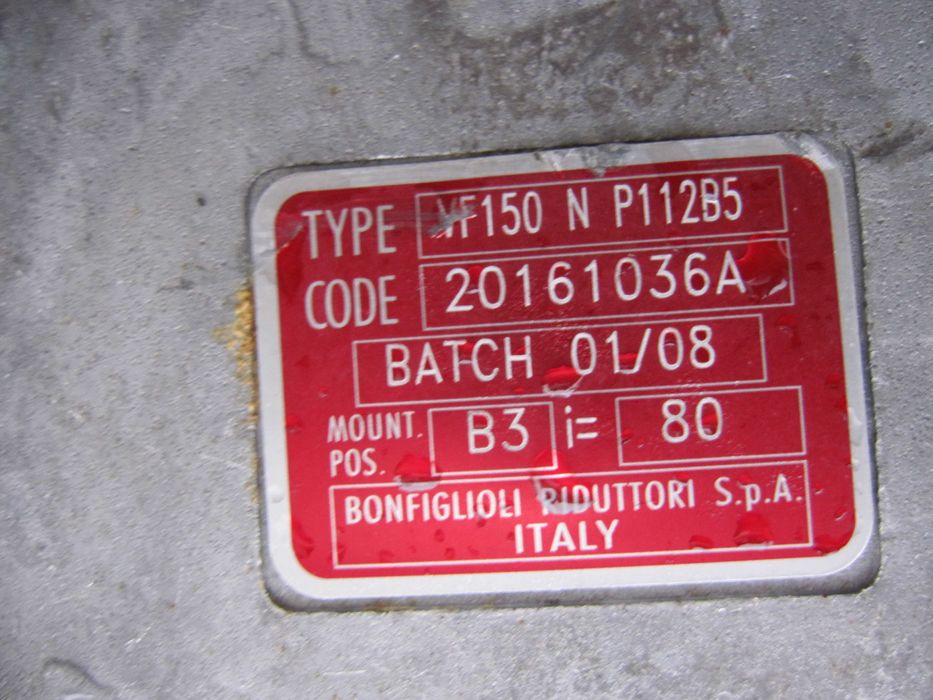 TYPE VF150 N P112B5
CODE 20161036A
BATCH 01/08
MOUNT. POS. B3 i= 80
BONFIGLIOLI RIDUTTORI S.p.A.
ITALY